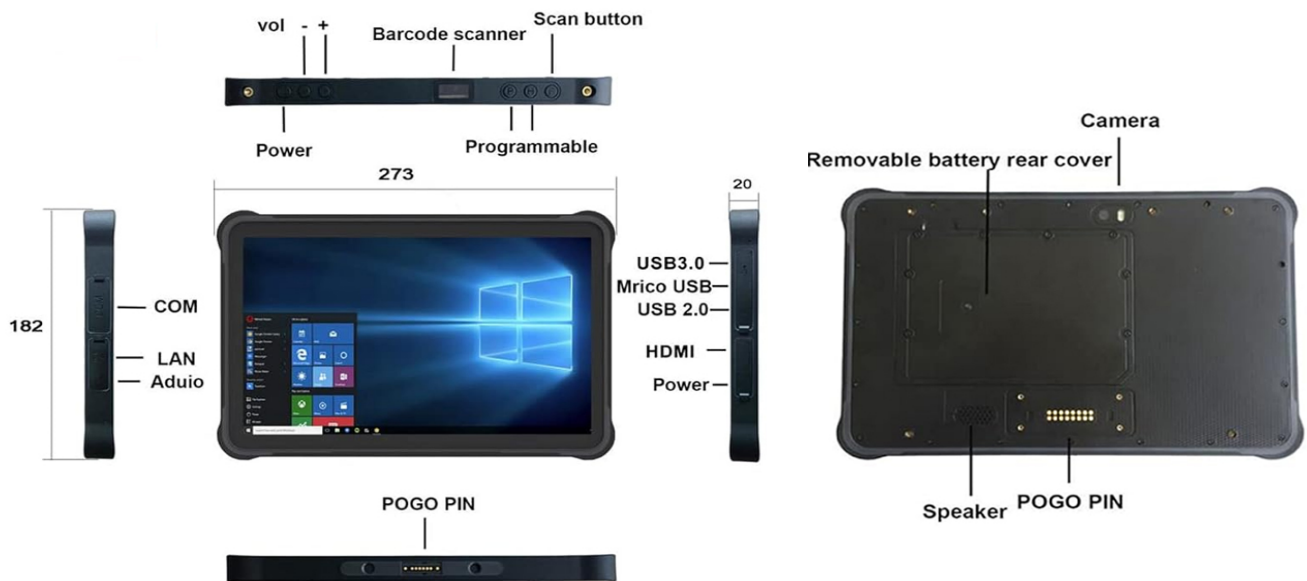 vol - +
Barcode scanner
Scan button
Power
Programmable
273
20
182
COM
LAN
Aduio
USB3.0
Mrico USB
USB 2.0
HDMI
Power
POGO PIN
Camera
Removable battery rear cover
Speaker
POGO PIN